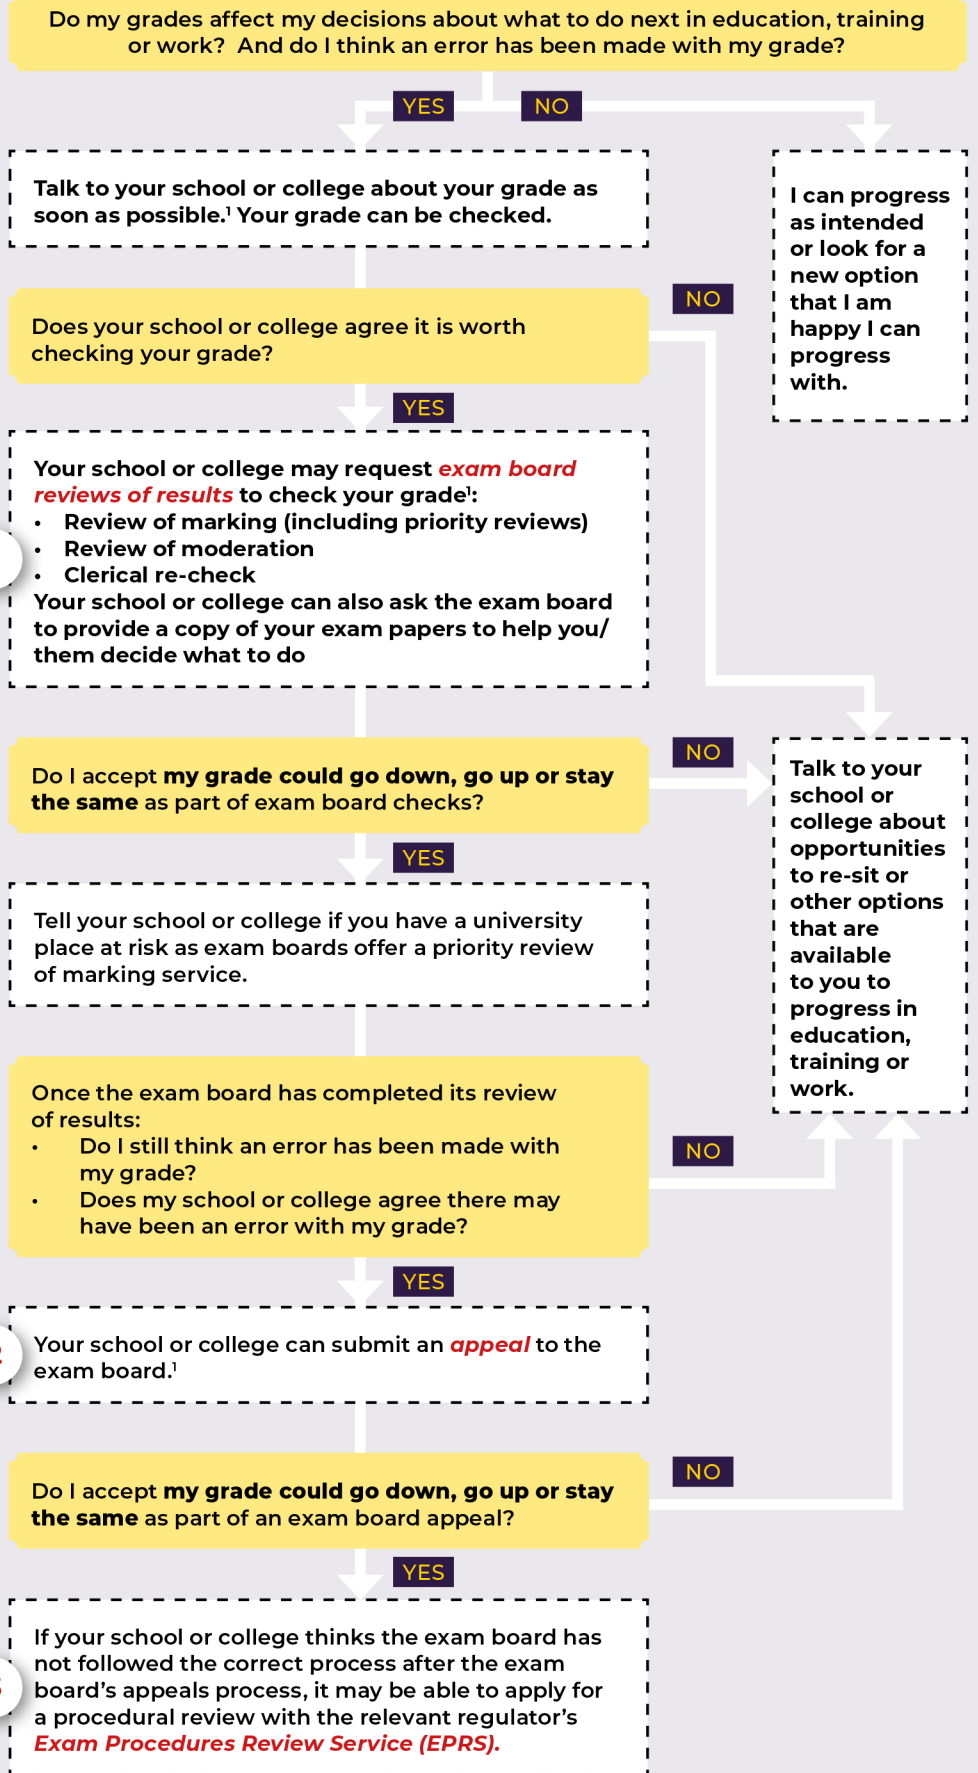 Do my grades affect my decisions about what to do next in education, training
or work?  And do I think an error has been made with my grade?
YES
NO
Talk to your school or college about your grade as
soon as possible.¹ Your grade can be checked.
I can progress
as intended
or look for a
new option
that I am
happy I can
progress
with.
Does your school or college agree it is worth
checking your grade?
NO
YES
Your school or college may request exam board
reviews of results to check your grade¹:
• Review of marking (including priority reviews)
• Review of moderation
• Clerical re-check
Your school or college can also ask the exam board
to provide a copy of your exam papers to help you/
them decide what to do
Do I accept my grade could go down, go up or stay
the same as part of exam board checks?
NO
YES
Talk to your
school or
college about
opportunities
to re-sit or
other options
that are
available
to you to
progress in
education,
training or
work.
Tell your school or college if you have a university
place at risk as exam boards offer a priority review
of marking service.
Once the exam board has completed its review
of results:
• Do I still think an error has been made with
my grade?
• Does my school or college agree there may
have been an error with my grade?
NO
YES
Your school or college can submit an appeal to the
exam board.¹
Do I accept my grade could go down, go up or stay
the same as part of an exam board appeal?
NO
YES
If your school or college thinks the exam board has
not followed the correct process after the exam
board’s appeals process, it may be able to apply for
a procedural review with the relevant regulator’s
Exam Procedures Review Service (EPRS).